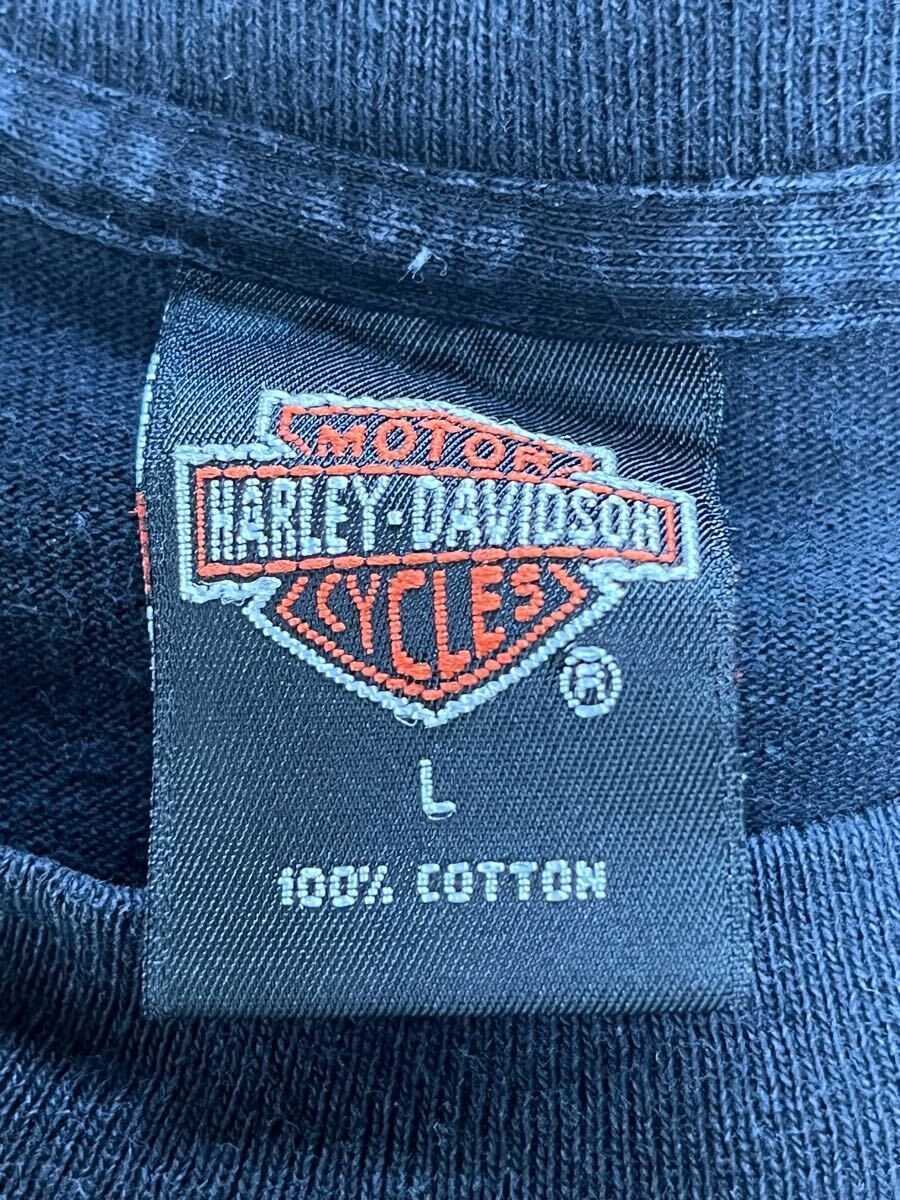 MOTOR
HARLEY-DAVIDSON
CYCLES
®
L
100% COTTON